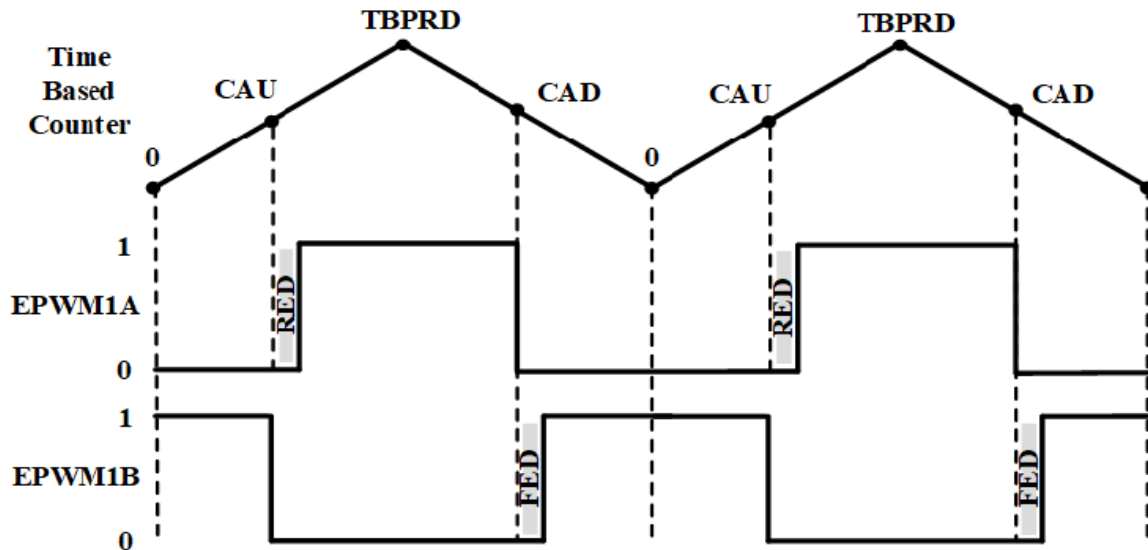 TBPRD
TBPRD
Time
Based
Counter
CAU
CAD
CAU
CAD
0
0
1
EPWM1A
RED
RED
0
1
EPWM1B
FED
FED
0